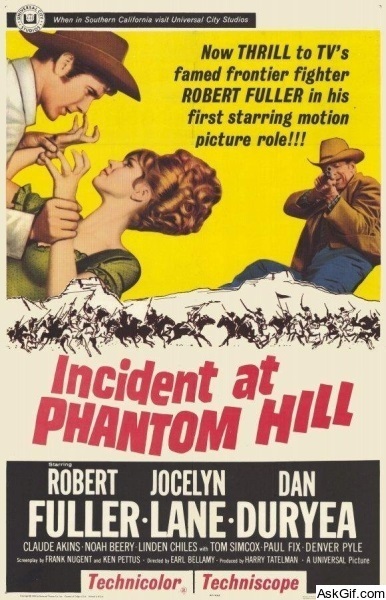 When in Southern California visit Universal City Studios
Now THRILL to TV's
famed frontier fighter
ROBERT FULLER in his
first starring motion
picture role!!!
Incident at
PHANTOM HILL
Starring
ROBERT JOCELYN DAN
FULLER·LANE·DURYEA
CLAUDE AKINS·NOAH BEERY·LINDEN CHILES with TOM SIMCOX·PAUL FIX·DENVER PYLE
Screenplay by FRANK NUGENT and KEN PETTUS·Directed by EARL BELLAMY·Produced by HARRY TATELMAN·A UNIVERSAL Picture
Technicolor Techniscope
AskGif.com